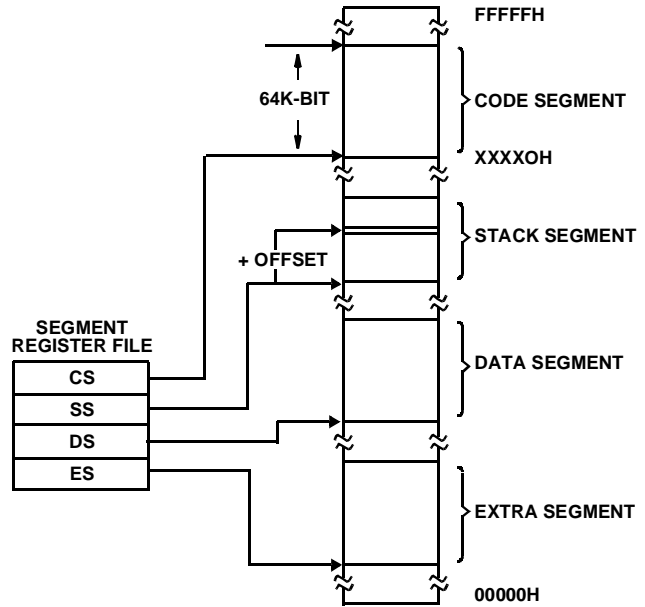 FFFFFH
64K-BIT
CODE SEGMENT
XXXXOH
STACK SEGMENT
+ OFFSET
SEGMENT
REGISTER FILE
DATA SEGMENT
CS
SS
DS
ES
EXTRA SEGMENT
00000H